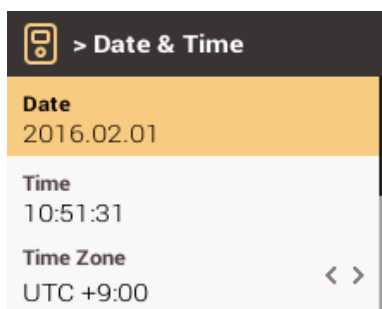 > Date & Time
Date
2016.02.01
Time
10:51:31
Time Zone
UTC +9:00
< >